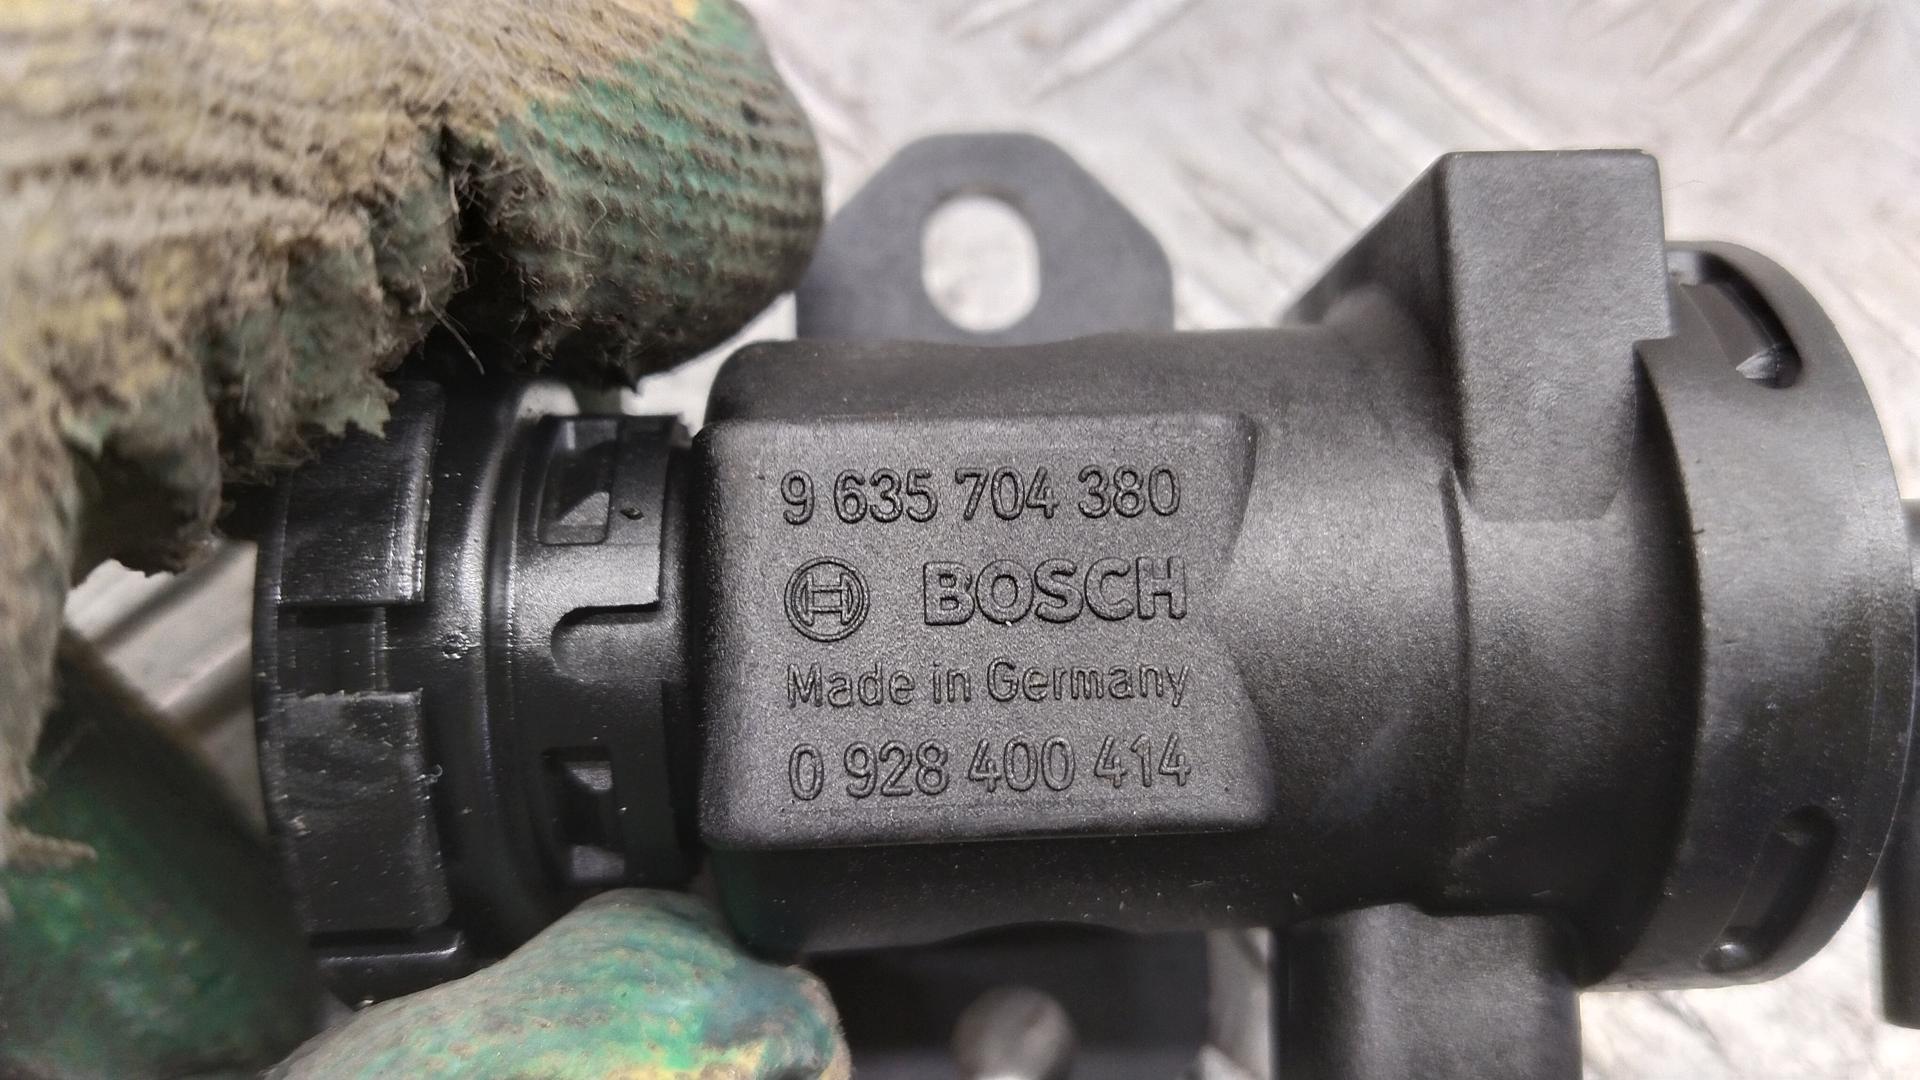 9 635 704 380
BOSCH
Made in Germany
0 928 400 414